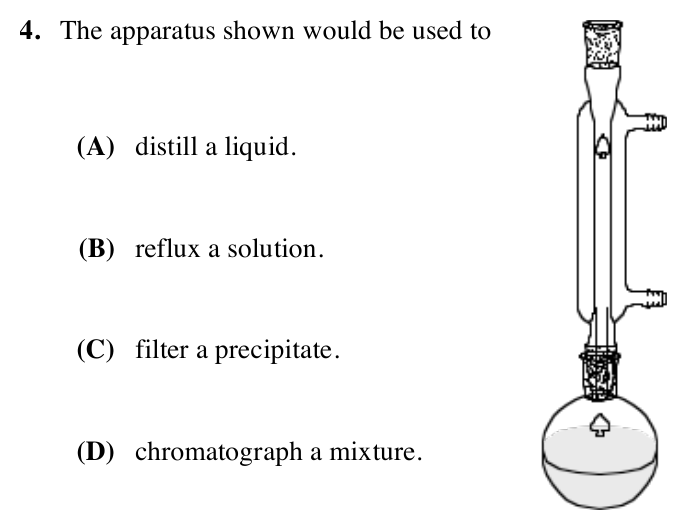 4. The apparatus shown would be used to
(A) distill a liquid.
(B) reflux a solution.
(C) filter a precipitate.
(D) chromatograph a mixture.